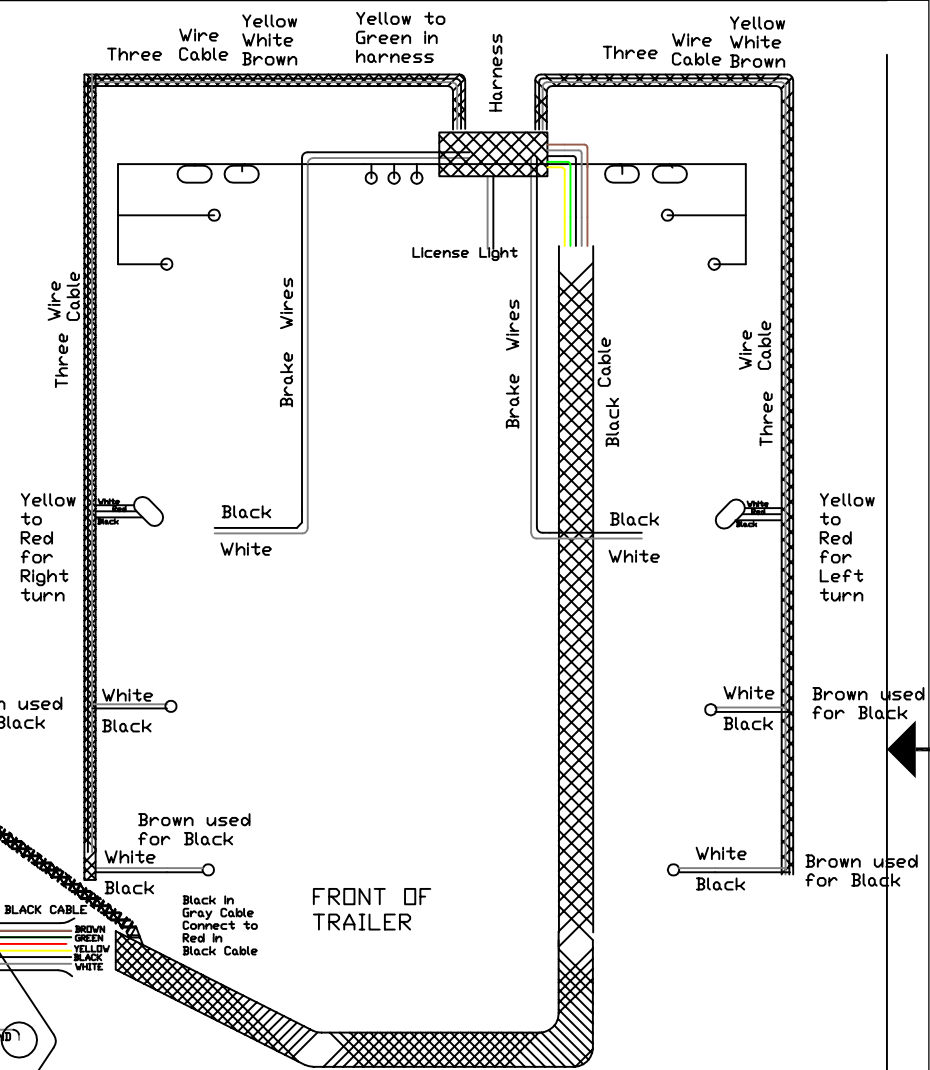 Three
Wire
Cable
Yellow
White
Brown
Yellow to
Green in
harness
Harness
Three
Wire
Cable
Yellow
White
Brown
License Light
Three Wire
Cable
Brake Wires
Brake Wires
Black Cable
Three Wire
Cable
Yellow
to
Red
for
Right
turn
White
Red
Black
Black
White
Black
White
White
Red
Black
Yellow
to
Red
for
Left
turn
used
Black
White
Black
White
Black
Brown used
for Black
Brown used
for Black
White
Black
White
Black
Brown used
for Black
BLACK CABLE
BROWN
GREEN
YELLOW
BLACK
WHITE
Black in
Gray Cable
Connect to
Red in
Black Cable
FRONT OF
TRAILER